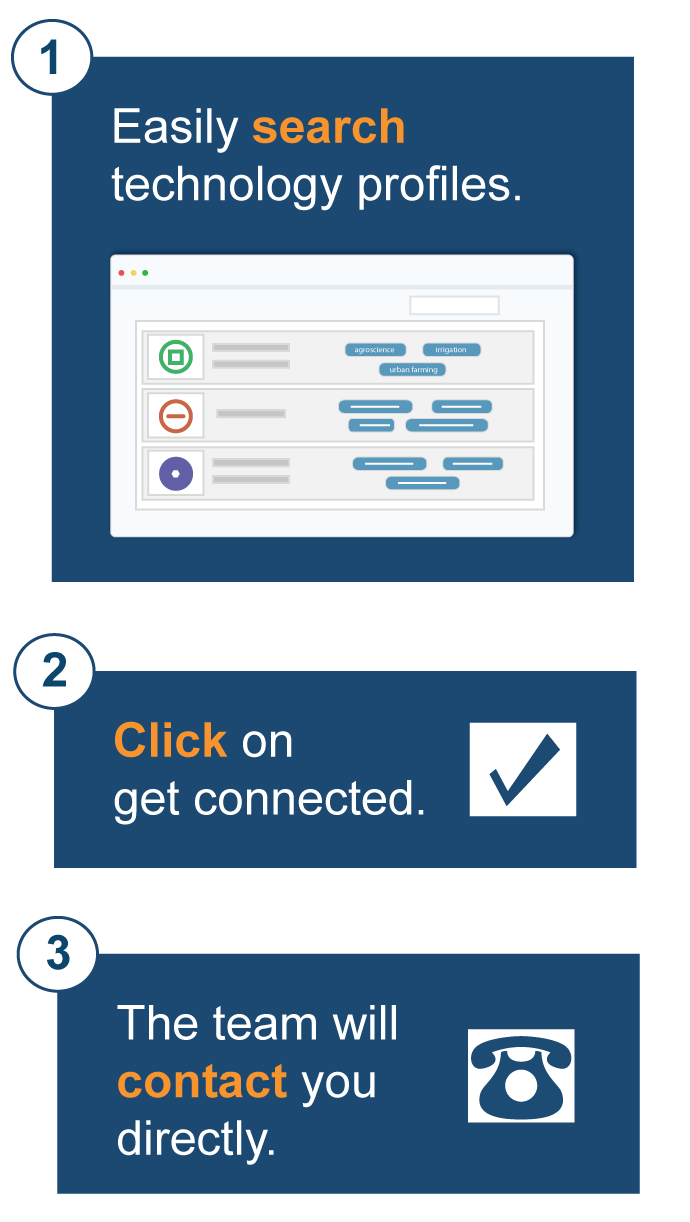 1
Easily search
technology profiles.
agroscience
irrigation
urban farming
2
Click on
get connected.
3
The team will
contact you
directly.